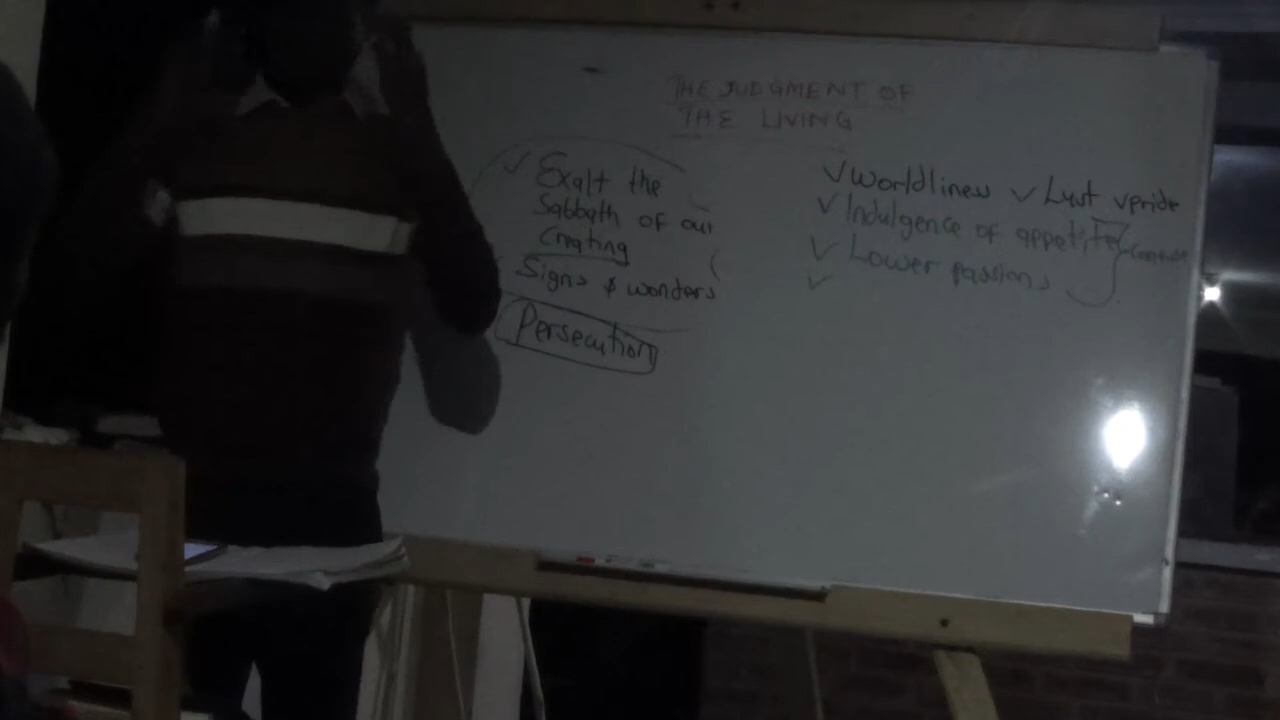 THE JUDGMENT OF
THE LIVING
✓ Exalt the
Sabbath of our
Creating
Signs & wonders
Persecution
✓ Worldliness ✓ Lust ✓ pride
✓ Indulgence of appetite
✓ Lower passions
✓